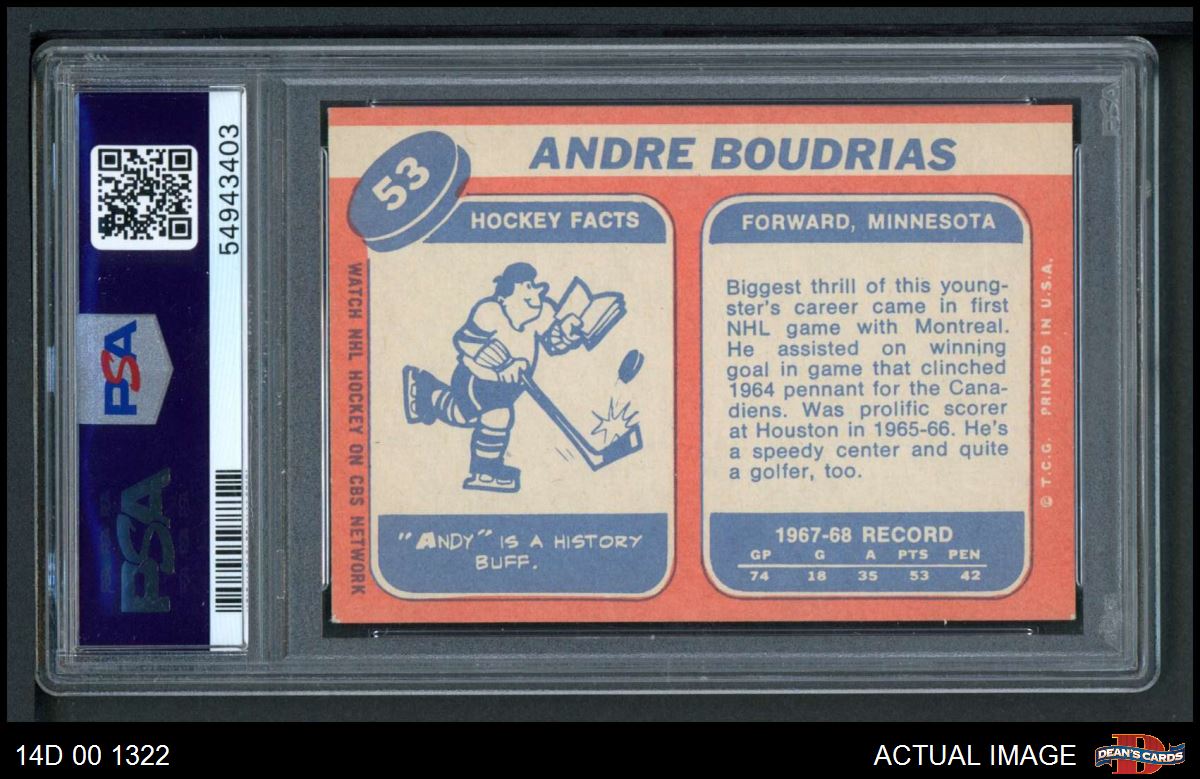 54943403
PSA
PSA
53
ANDRE BOUDRIAS
HOCKEY FACTS
"ANDY" IS A HISTORY
BUFF.
WATCH NHL HOCKEY ON CBS NETWORK
FORWARD, MINNESOTA
Biggest thrill of this young-
ster's career came in first
NHL game with Montreal.
He assisted on winning
goal in game that clinched
1964 pennant for the Cana-
diens. Was prolific scorer
at Houston in 1965-66. He's
a speedy center and quite
a golfer, too.
1967-68 RECORD
GP G A PTS PEN
74 18 35 53 42
© T.C.G. PRINTED IN U.S.A.
14D 00 1322
ACTUAL IMAGE
DEAN'S CARDS